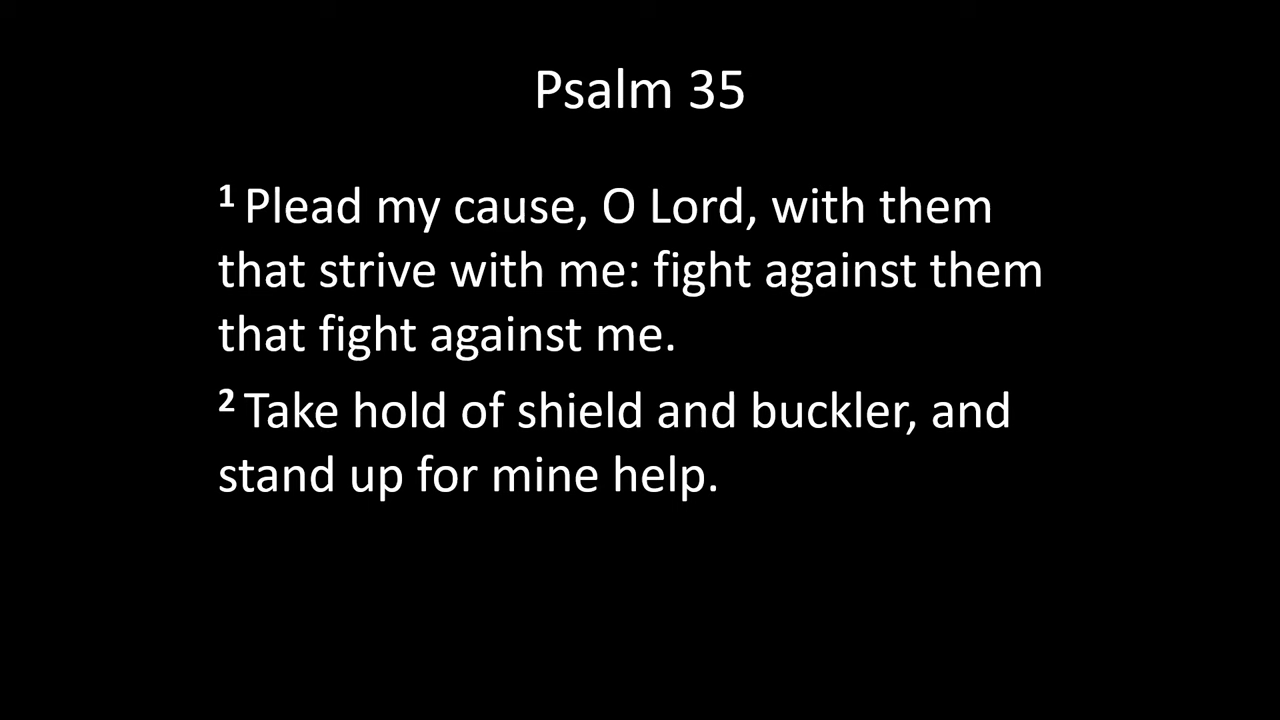 Psalm 35
1 Plead my cause, O Lord, with them
that strive with me: fight against them
that fight against me.
2 Take hold of shield and buckler, and
stand up for mine help.